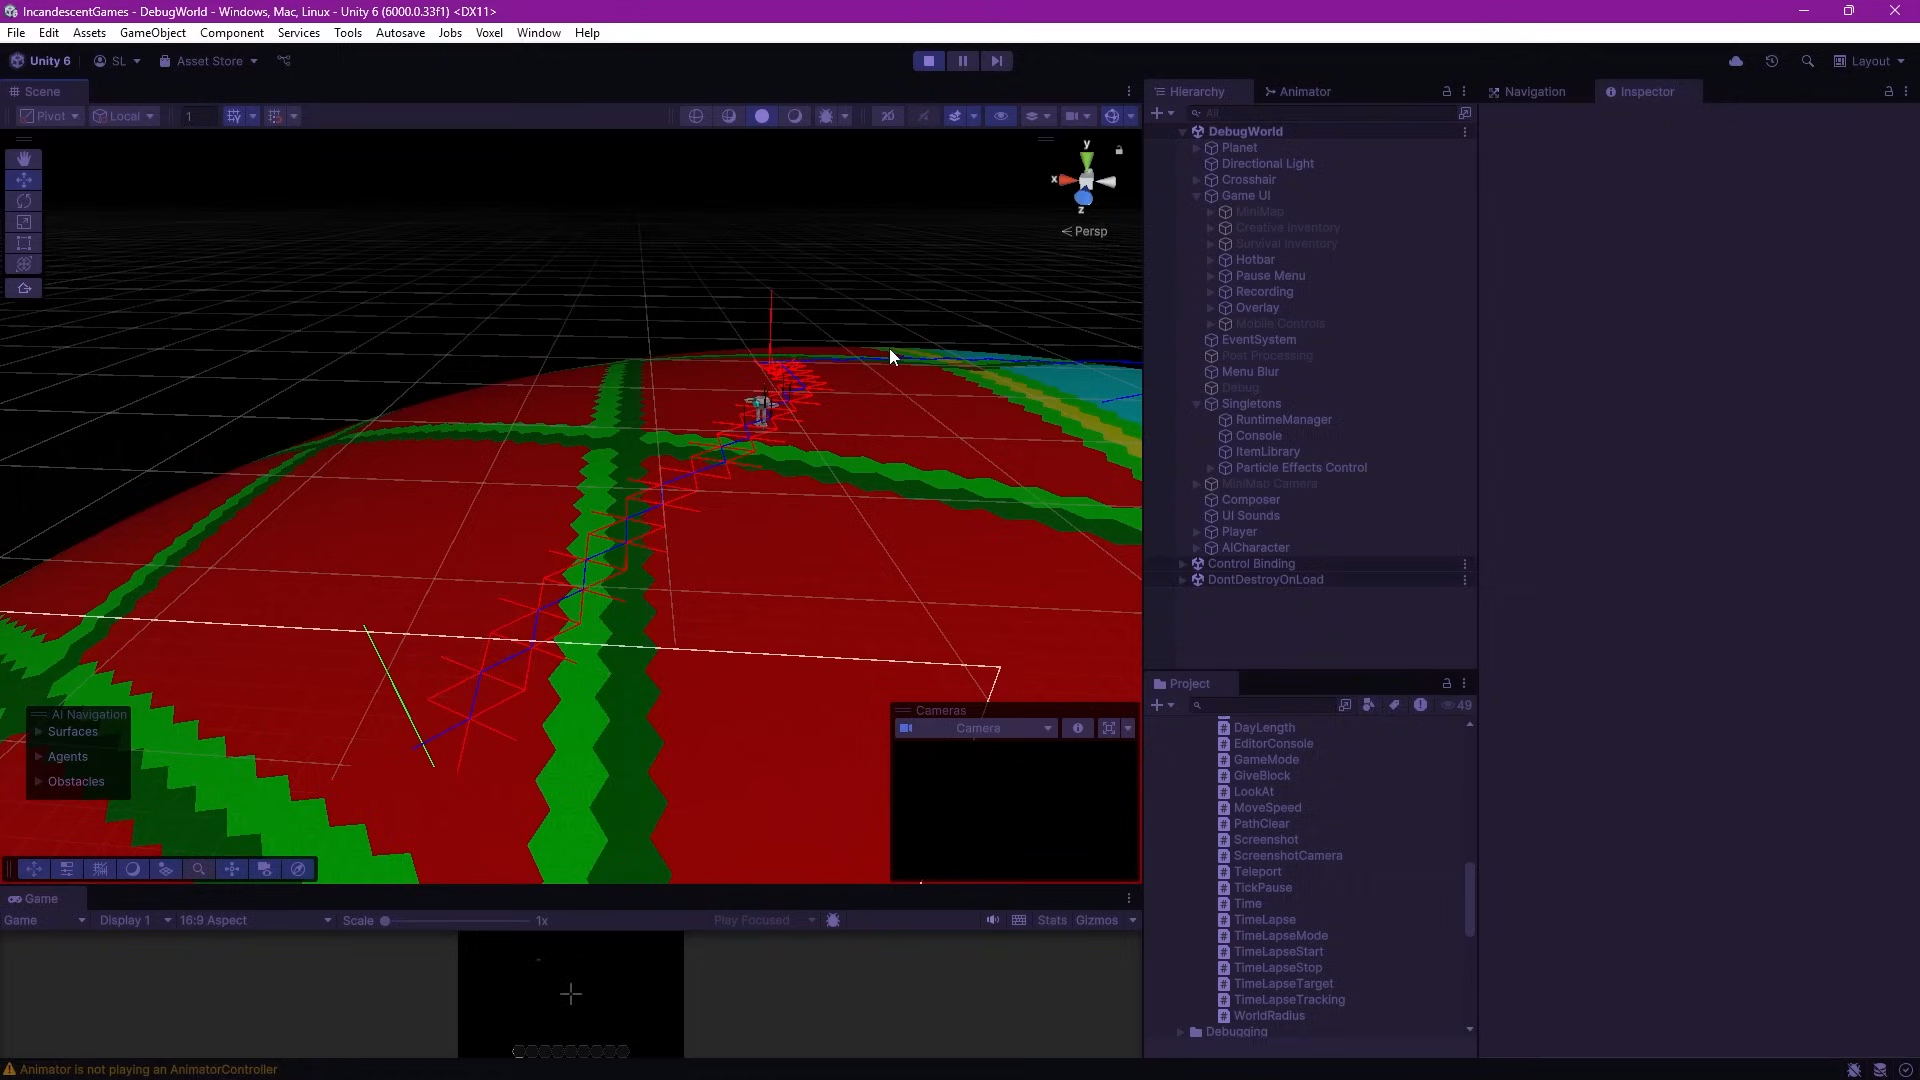 IncandescentGames - DebugWorld - Windows, Mac, Linux - Unity 6 (6000.0.33f1) <DX11>
File Edit Assets GameObject Component Services Tools Autosave Jobs Voxel Window Help
Unity 6 SL Asset Store Layout
Scene
Pivot Local 1 2D
y
x
z
Persp
AI Navigation
Surfaces
Agents
Obstacles
Cameras
Camera
Game
Game Display 1 16:9 Aspect Scale 1x Play Focused Stats Gizmos
Hierarchy Animator
All
DebugWorld
Planet
Directional Light
Crosshair
Game UI
MiniMap
Creative Inventory
Survival Inventory
Hotbar
Pause Menu
Recording
Overlay
Mobile Controls
EventSystem
Post Processing
Menu Blur
Debug
Singletons
RuntimeManager
Console
ItemLibrary
Particle Effects Control
MiniMap Camera
Composer
UI Sounds
Player
AICharacter
Control Binding
DontDestroyOnLoad
Navigation Inspector
Project
49
DayLength
EditorConsole
GameMode
GiveBlock
LookAt
MoveSpeed
PathClear
Screenshot
ScreenshotCamera
Teleport
TickPause
Time
TimeLapse
TimeLapseMode
TimeLapseStart
TimeLapseStop
TimeLapseTarget
TimeLapseTracking
WorldRadius
Debugging
Animator is not playing an AnimatorController